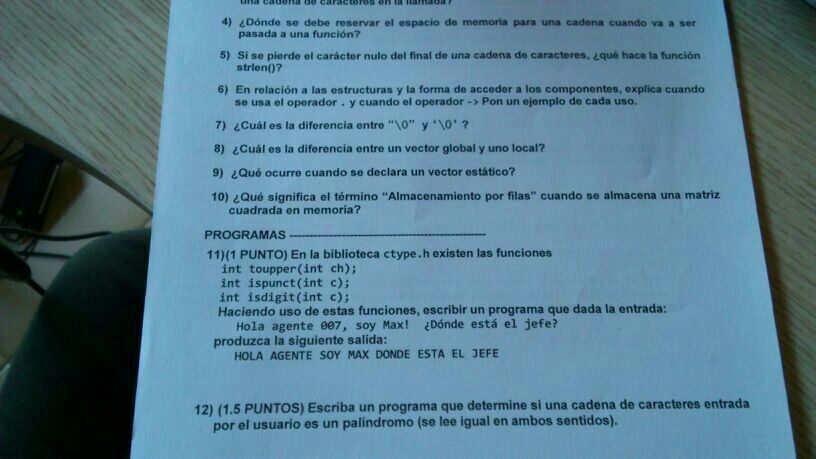 una cadena de caracteres en la llamada?
4) ¿Dónde se debe reservar el espacio de memoria para una cadena cuando va a ser
pasada a una función?
5) Si se pierde el carácter nulo del final de una cadena de caracteres, ¿qué hace la función
strlen()?
6) En relación a las estructuras y la forma de acceder a los componentes, explica cuando
se usa el operador . y cuando el operador -> Pon un ejemplo de cada uso.
7) ¿Cuál es la diferencia entre "\0" y '\0' ?
8) ¿Cuál es la diferencia entre un vector global y uno local?
9) ¿Qué ocurre cuando se declara un vector estático?
10) ¿Qué significa el término “Almacenamiento por filas” cuando se almacena una matriz
cuadrada en memoria?
PROGRAMAS --------------------------------------------------
11)(1 PUNTO) En la biblioteca ctype.h existen las funciones
int toupper(int ch);
int ispunct(int c);
int isdigit(int c);
Haciendo uso de estas funciones, escribir un programa que dada la entrada:
Hola agente 007, soy Max! ¿Dónde está el jefe?
produzca la siguiente salida:
HOLA AGENTE SOY MAX DONDE ESTA EL JEFE
12) (1.5 PUNTOS) Escriba un programa que determine si una cadena de caracteres entrada
por el usuario es un palíndromo (se lee igual en ambos sentidos).